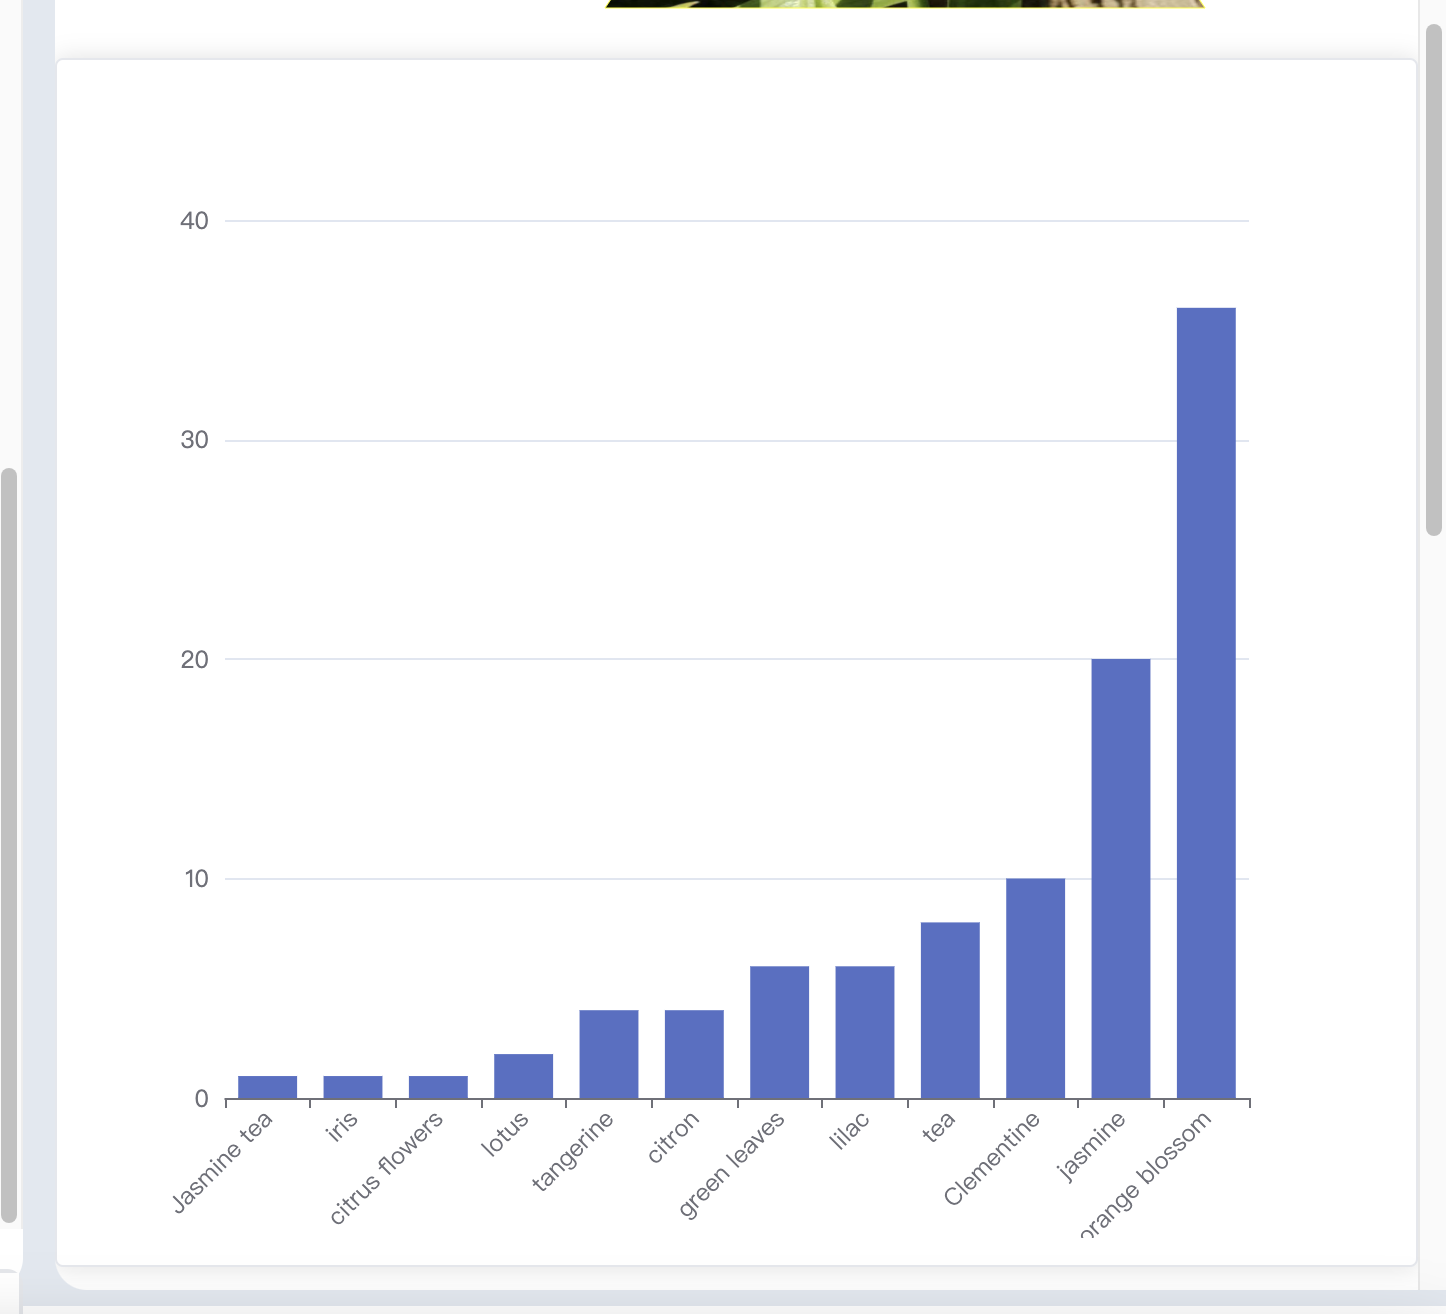 40
30
20
10
0
Jasmine tea
iris
citrus flowers
lotus
tangerine
citron
green leaves
lilac
tea
Clementine
jasmine
orange blossom